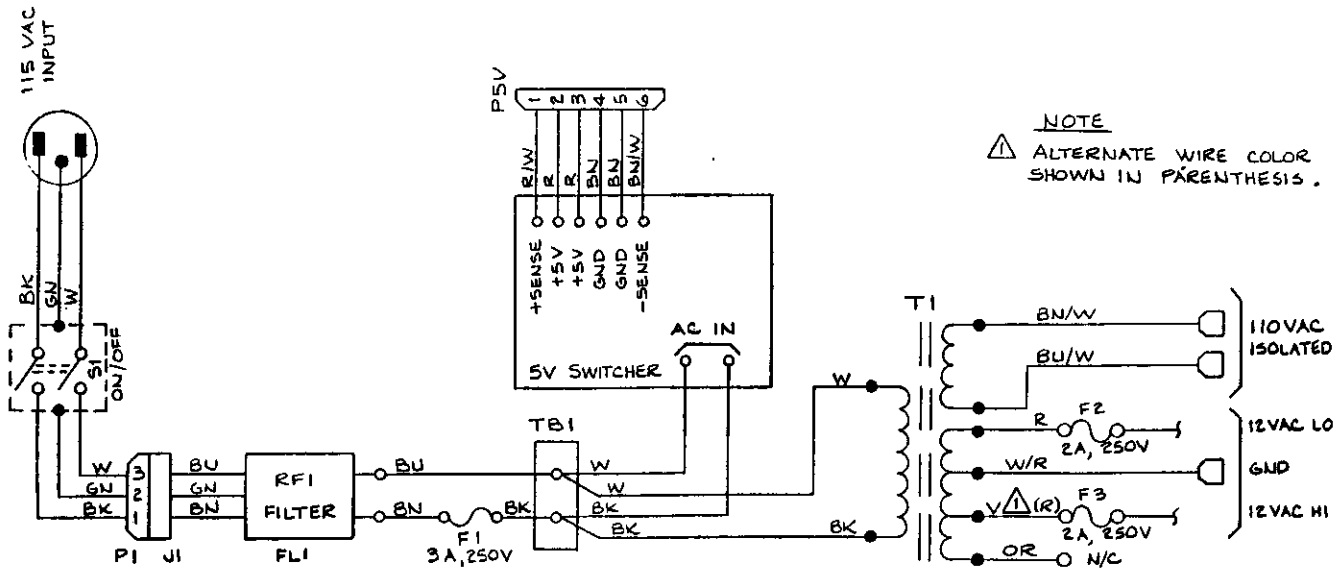 115 VAC
INPUT
P5V
1 2 3 4 5 6
R/W R R BN BN BN/W
NOTE
1 ALTERNATE WIRE COLOR
SHOWN IN PARENTHESIS.
+SENSE +5V +5V GND GND -SENSE
AC IN
5V SWITCHER
BK GN W
S1
ON/OFF
T1
BN/W
110VAC
ISOLATED
BU/W
W
R F2
2A, 250V
12VAC LO
W/R
GND
V 1 (R) F3
2A, 250V
12VAC HI
OR N/C
TB1
W 3 BU
GN 2 GN
BK 1 BN
RFI
FILTER
BU
BN
BK
F1
3A, 250V
W
W
BK
BK
BK
P1 J1
FL1